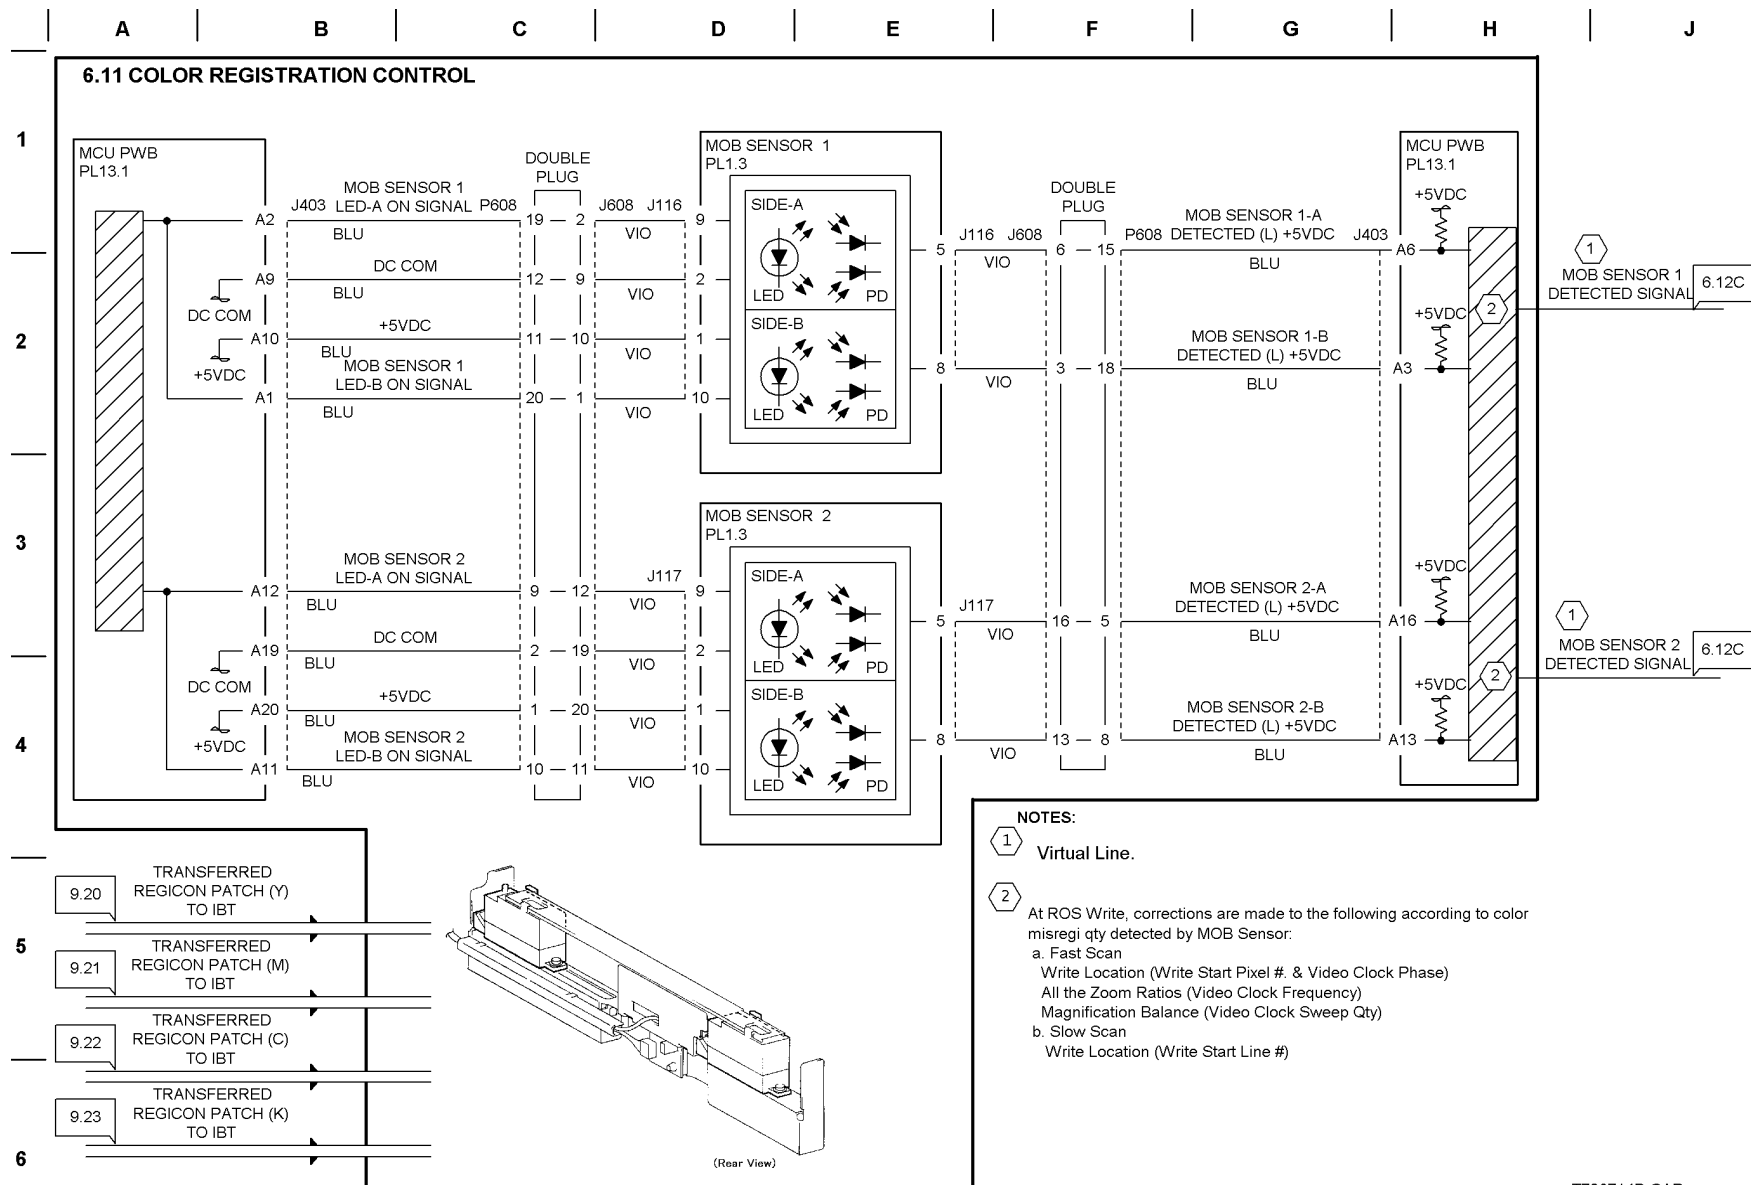 A B C D E F G H J
6.11 COLOR REGISTRATION CONTROL
1
MCU PWB
PL13.1
MOB SENSOR 1
LED-A ON SIGNAL
J403
P608
DOUBLE
PLUG
J608 J116
A2
BLU
19 2
VIO
9
A9
DC COM
BLU
12 9
VIO
2
DC COM
2
A10
+5VDC
BLU
11 10
VIO
1
+5VDC
MOB SENSOR 1
LED-B ON SIGNAL
A1
BLU
20 1
VIO
10
MOB SENSOR 1
PL1.3
SIDE-A
LED PD
SIDE-B
LED PD
5
J116 J608
VIO
DOUBLE
PLUG
6 15
P608
MOB SENSOR 1-A
DETECTED (L) +5VDC
J403
BLU
A6
8
VIO
3 18
MOB SENSOR 1-B
DETECTED (L) +5VDC
BLU
A3
MCU PWB
PL13.1
+5VDC
+5VDC
2
1
MOB SENSOR 1
DETECTED SIGNAL
6.12C
3
MOB SENSOR 2
LED-A ON SIGNAL
A12
BLU
9 12
J117
VIO
9
A19
DC COM
BLU
2 19
VIO
2
DC COM
4
A20
+5VDC
BLU
1 20
VIO
1
+5VDC
MOB SENSOR 2
LED-B ON SIGNAL
A11
BLU
10 11
VIO
10
MOB SENSOR 2
PL1.3
SIDE-A
LED PD
SIDE-B
LED PD
5
J117
VIO
16 5
MOB SENSOR 2-A
DETECTED (L) +5VDC
BLU
A16
8
VIO
13 8
MOB SENSOR 2-B
DETECTED (L) +5VDC
BLU
A13
+5VDC
+5VDC
2
1
MOB SENSOR 2
DETECTED SIGNAL
6.12C
5
9.20
TRANSFERRED
REGICON PATCH (Y)
TO IBT
9.21
TRANSFERRED
REGICON PATCH (M)
TO IBT
9.22
TRANSFERRED
REGICON PATCH (C)
TO IBT
9.23
TRANSFERRED
REGICON PATCH (K)
TO IBT
6
(Rear View)
NOTES:
1
Virtual Line.
2
At ROS Write, corrections are made to the following according to color
misregi qty detected by MOB Sensor:
a. Fast Scan
Write Location (Write Start Pixel #. & Video Clock Phase)
All the Zoom Ratios (Video Clock Frequency)
Magnification Balance (Video Clock Sweep Qty)
b. Slow Scan
Write Location (Write Start Line #)